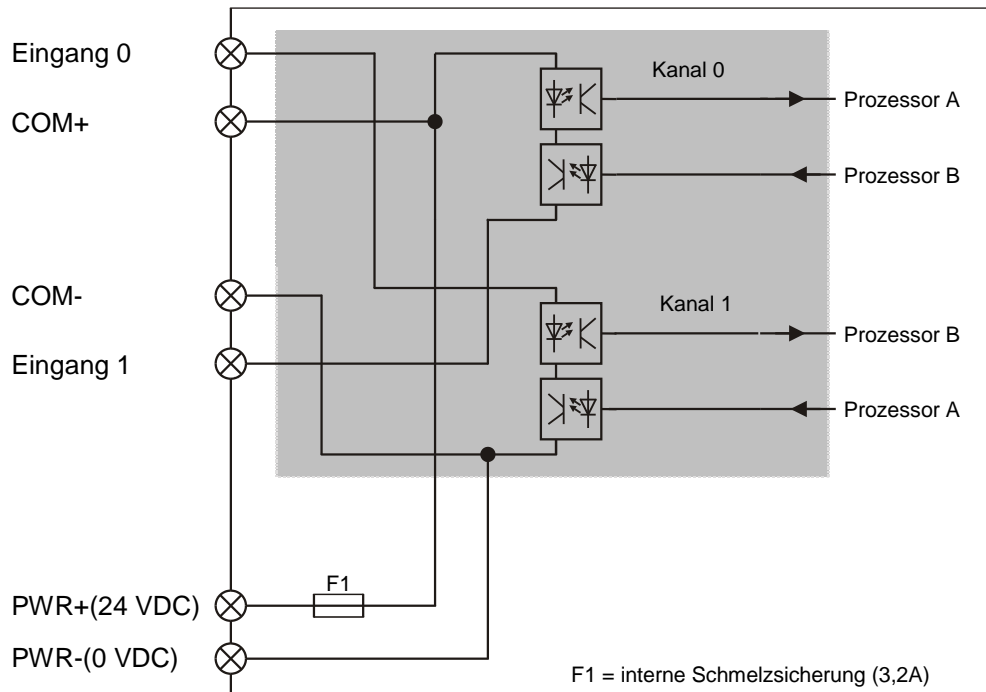 Eingang 0
Kanal 0
Prozessor A
COM+
Prozessor B
COM-
Kanal 1
Prozessor B
Eingang 1
Prozessor A
F1
PWR+(24 VDC)
PWR-(0 VDC)
F1 = interne Schmelzsicherung (3,2A)